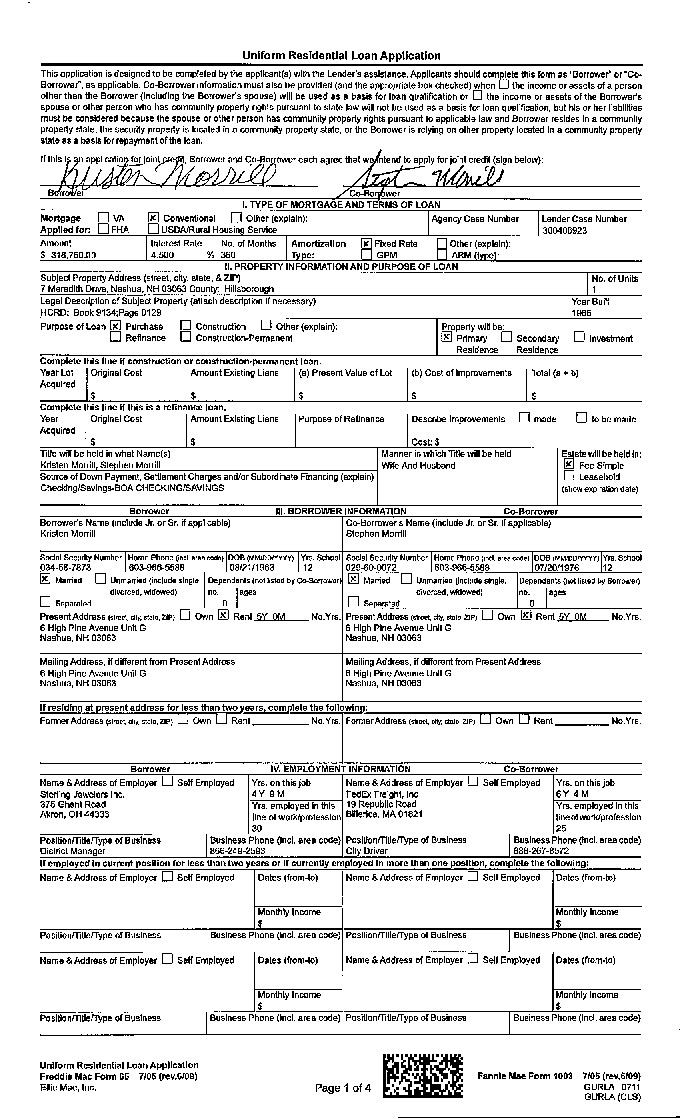 Uniform Residential Loan Application
This application is designed to be completed by the applicant(s) with the Lender's assistance. Applicants should complete this form as "Borrower" or "Co-
Borrower", as applicable. Co-Borrower information must also be provided (and the appropriate box checked) when ☐ the income or assets of a person
other than the Borrower (including the Borrower's spouse) will be used as a basis for loan qualification or ☐ the income or assets of the Borrower's
spouse or other person who has community property rights pursuant to state law will not be used as a basis for loan qualification, but his or her liabilities
must be considered because the spouse or other person has community property rights pursuant to applicable law and Borrower resides in a community
property state, the security property is located in a community property state, or the Borrower is relying on other property located in a community property
state as a basis for repayment of the loan.
If this is an application for joint credit, Borrower and Co-Borrower each agree that we intend to apply for joint credit (sign below):
Kristen Morrill
Borrower Co-Borrower
I. TYPE OF MORTGAGE AND TERMS OF LOAN
Mortgage ☐ VA ☒ Conventional ☐ Other (explain): Agency Case Number Lender Case Number
Applied for: ☐ FHA ☐ USDA/Rural Housing Service 300408923
Amount Interest Rate No. of Months Amortization ☒ Fixed Rate ☐ Other (explain):
$ 318,750.00 4.500 % 360 Type: ☐ GPM ☐ ARM (type):
II. PROPERTY INFORMATION AND PURPOSE OF LOAN
Subject Property Address (street, city, state, & ZIP) No. of Units
7 Meredith Drive, Nashua, NH 03063 County: Hillsborough 1
Legal Description of Subject Property (attach description if necessary) Year Built
HCRD: Book 9134;Page 0129 1966
Purpose of Loan ☒ Purchase ☐ Construction ☐ Other (explain): Property will be:
☐ Refinance ☐ Construction-Permanent ☒ Primary Residence ☐ Secondary Residence ☐ Investment
Complete this line if construction or construction-permanent loan.
Year Lot Acquired Original Cost Amount Existing Liens (a) Present Value of Lot (b) Cost of Improvements Total (a + b)
$ $ $ $ $
Complete this line if this is a refinance loan.
Year Acquired Original Cost Amount Existing Liens Purpose of Refinance Describe Improvements ☐ made ☐ to be made
$ $ Cost: $
Title will be held in what Name(s) Manner in which Title will be held Estate will be held in:
Kristen Morrill, Stephen Morrill Wife And Husband ☒ Fee Simple
Source of Down Payment, Settlement Charges and/or Subordinate Financing (explain) ☐ Leasehold
Checking/Savings-BOA CHECKING/SAVINGS (show expiration date)
Borrower III. BORROWER INFORMATION Co-Borrower
Borrower's Name (include Jr. or Sr. if applicable) Co-Borrower's Name (include Jr. or Sr. if applicable)
Kristen Morrill Stephen Morrill
Social Security Number Home Phone (incl. area code) DOB (MM/DD/YYYY) Yrs. School Social Security Number Home Phone (incl. area code) DOB (MM/DD/YYYY) Yrs. School
603-966-5598 12 603-966-5598 07/20/1976 12
☒ Married ☐ Unmarried (include single, divorced, widowed) Dependents (not listed by Co-Borrower) ☒ Married ☐ Unmarried (include single, divorced, widowed) Dependents (not listed by Borrower)
☐ Separated no. 0 ages ☐ Separated no. 0 ages
Present Address (street, city, state, ZIP) ☐ Own ☒ Rent 5Y 0M No.Yrs. Present Address (street, city, state, ZIP) ☐ Own ☒ Rent 5Y 0M No.Yrs.
6 High Pine Avenue Unit G 6 High Pine Avenue Unit G
Nashua, NH 03063 Nashua, NH 03063
Mailing Address, if different from Present Address Mailing Address, if different from Present Address
6 High Pine Avenue Unit G 6 High Pine Avenue Unit G
Nashua, NH 03063 Nashua, NH 03063
If residing at present address for less than two years, complete the following:
Former Address (street, city, state, ZIP) ☐ Own ☐ Rent No.Yrs. Former Address (street, city, state, ZIP) ☐ Own ☐ Rent No.Yrs.
Borrower IV. EMPLOYMENT INFORMATION Co-Borrower
Name & Address of Employer ☐ Self Employed Yrs. on this job Name & Address of Employer ☐ Self Employed Yrs. on this job
Sterling Jewelers Inc. 4 Y 9 M FedEx Freight, Inc 6 Y 4 M
375 Ghent Road Yrs. employed in this 19 Republic Road Yrs. employed in this
Akron, OH 44333 line of work/profession Billerica, MA 01821 line of work/profession
30 25
Position/Title/Type of Business Business Phone (incl. area code) Position/Title/Type of Business Business Phone (incl. area code)
District Manager City Driver
If employed in current position for less than two years or if currently employed in more than one position, complete the following:
Name & Address of Employer ☐ Self Employed Dates (from-to) Name & Address of Employer ☐ Self Employed Dates (from-to)
Monthly Income Monthly Income
$ $
Position/Title/Type of Business Business Phone (incl. area code) Position/Title/Type of Business Business Phone (incl. area code)
Name & Address of Employer ☐ Self Employed Dates (from-to) Name & Address of Employer ☐ Self Employed Dates (from-to)
Monthly Income Monthly Income
$ $
Position/Title/Type of Business Business Phone (incl. area code) Position/Title/Type of Business Business Phone (incl. area code)
Uniform Residential Loan Application
Freddie Mac Form 65 7/05 (rev.6/09) Page 1 of 4 Fannie Mae Form 1003 7/05 (rev.6/09)
Ellie Mae, Inc. GURLA 0711
GURLA (CLS)